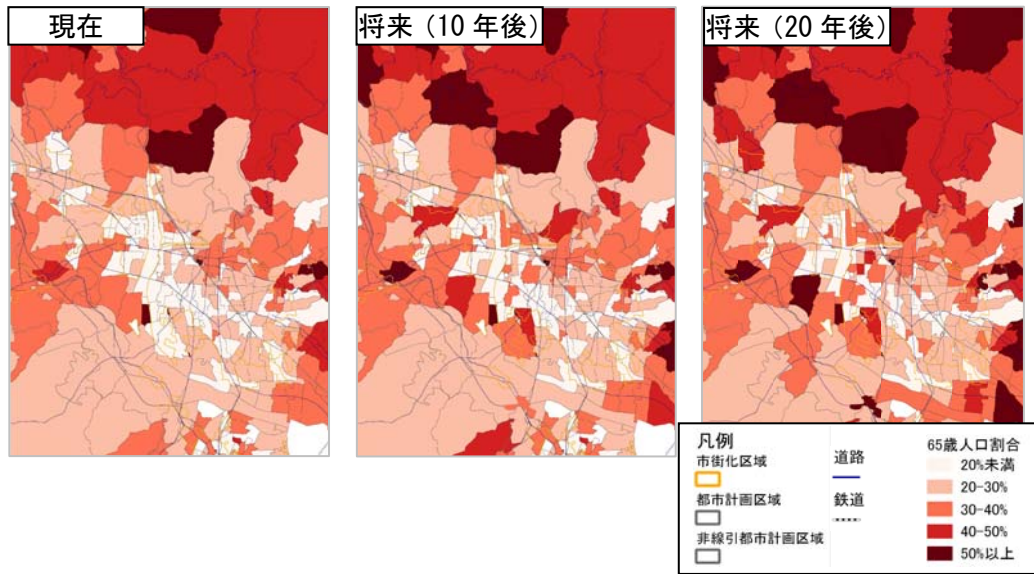 現在
将来（10 年後）
将来（20 年後）
凡例
市街化区域
都市計画区域
非線引都市計画区域
道路
鉄道
65歳人口割合
20%未満
20-30%
30-40%
40-50%
50%以上